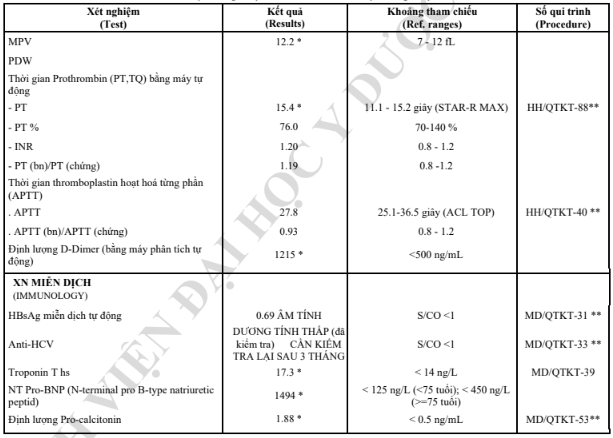 Xét nghiệm Kết quả Khoảng tham chiếu Số qui trình
(Test) (Results) (Ref. ranges) (Procedure)
MPV 12.2 * 7 - 12 fL
PDW
Thời gian Prothrombin (PT,TQ) bằng máy tự
động
- PT 15.4 * 11.1 - 15.2 giây (STAR-R MAX) HH/QTKT-88**
- PT % 76.0 70-140 %
- INR 1.20 0.8 - 1.2
- PT (bn)/PT (chứng) 1.19 0.8 -1.2
Thời gian thromboplastin hoạt hoá từng phần
(APTT)
. APTT 27.8 25.1-36.5 giây (ACL TOP) HH/QTKT-40 **
. APTT (bn)/APTT (chứng) 0.93 0.8 - 1.2
Định lượng D-Dimer (bằng máy phân tích tự
động) 1215 * <500 ng/mL
XN MIỄN DỊCH
(IMMUNOLOGY)
HBsAg miễn dịch tự động 0.69 ÂM TÍNH S/CO <1 MD/QTKT-31 **
Anti-HCV DƯƠNG TÍNH THẤP (đã
kiểm tra) CẦN KIỂM
TRA LẠI SAU 3 THÁNG S/CO <1 MD/QTKT-33 **
Troponin T hs 17.3 * < 14 ng/L MD/QTKT-39
NT Pro-BNP (N-terminal pro B-type natriuretic
peptid) 1494 * < 125 ng/L (<75 tuổi); < 450 ng/L
(>=75 tuổi)
Định lượng Pro-calcitonin 1.88 * < 0.5 ng/mL MD/QTKT-53**
H VIỆN ĐẠI HỌC Y DƯỢC